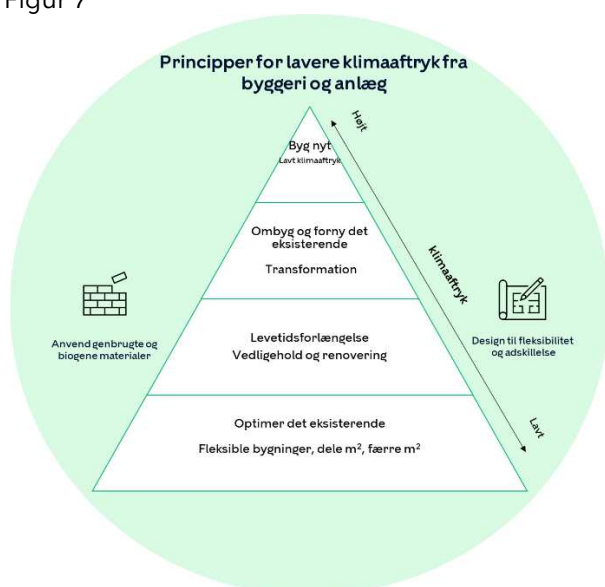 Figur 7
Principper for lavere klimaaftryk fra
byggeri og anlæg
Højt
Byg nyt
Lavt klimaaftryk
Ombyg og forny det
eksisterende
Transformation
klimaaftryk
Anvend genbrugte og
biogene materialer
Levetidsforlængelse
Vedligehold og renovering
Design til fleksibilitet
og adskillelse
Optimer det eksisterende
Fleksible bygninger, dele m², færre m²
Lavt